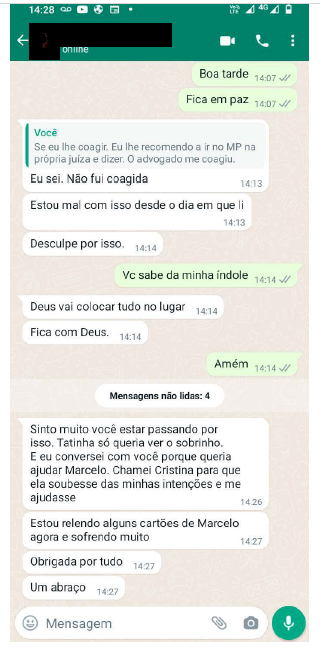 14:28
4G
online
Boa tarde 14:07
Fica em paz 14:07
Você
Se eu lhe coagir. Eu lhe recomendo a ir no MP na
própria juíza e dizer. O advogado me coagiu.
Eu sei. Não fui coagida
14:13
Estou mal com isso desde o dia em que li
14:13
Desculpe por isso. 14:14
Vc sabe da minha índole 14:14
Deus vai colocar tudo no lugar
14:14
Fica com Deus. 14:14
Amém 14:14
Mensagens não lidas: 4
Sinto muito você estar passando por
isso. Tatinha só queria ver o sobrinho.
E eu conversei com você porque queria
ajudar Marcelo. Chamei Cristina para que
ela soubesse das minhas intenções e me
ajudasse
14:26
Estou relendo alguns cartões de Marcelo
agora e sofrendo muito
14:27
Obrigada por tudo 14:27
Um abraço 14:27
Mensagem